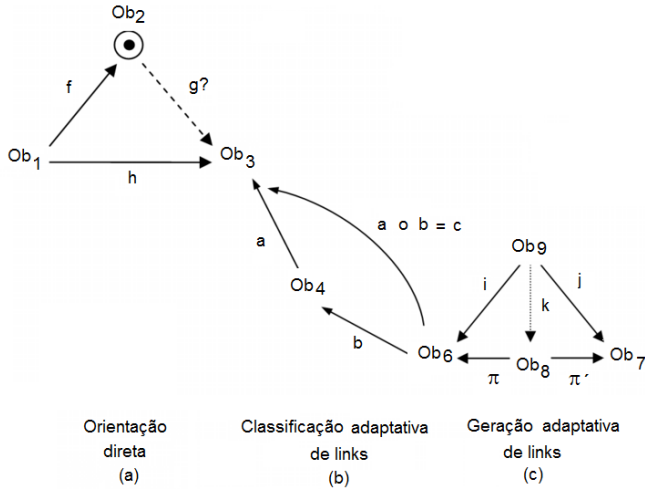 Ob2
f
g?
Ob1
Ob3
h
a o b = c
a
Ob9
i
j
k
Ob4
b
Ob6
Ob8
Ob7
π
π´
Orientação
direta
(a)
Classificação adaptativa
de links
(b)
Geração adaptativa
de links
(c)